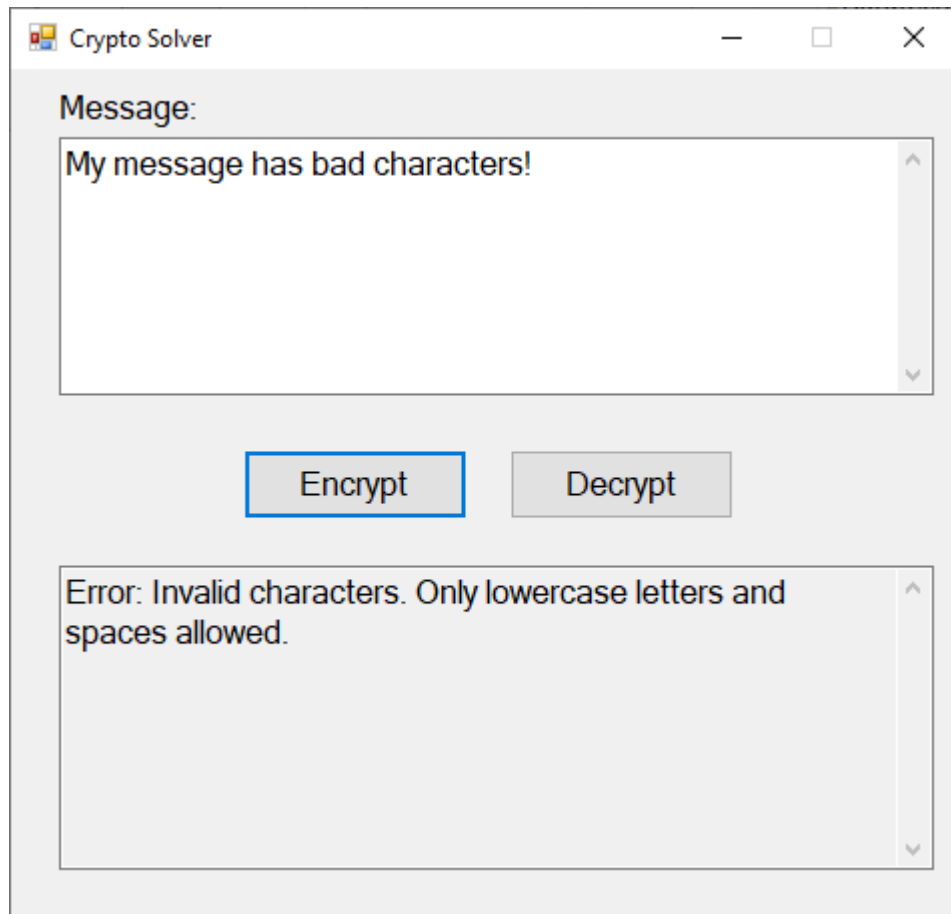 Crypto Solver
Message:
My message has bad characters!
Encrypt
Decrypt
Error: Invalid characters. Only lowercase letters and
spaces allowed.